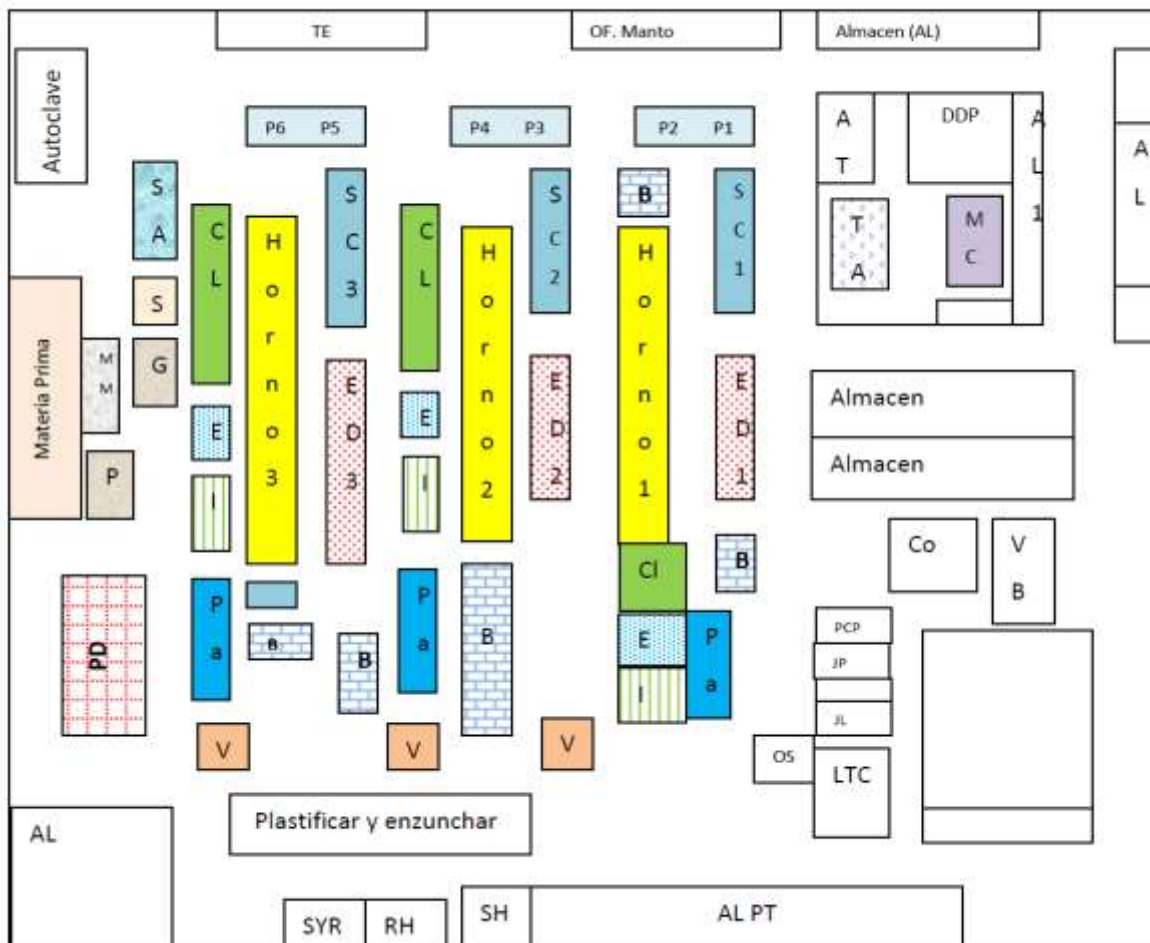 TE
OF. Manto
Almacen (AL)
Autoclave
P6 P5
P4 P3
P2 P1
A T
DDP
A L 1
A L
S A
C L
H o r n o 3
S C 3
C L
H o r n o 2
S C 2
B
H o r n o 1
S C 1
T A
M C
Materia Prima
S
M M
G
P
E
I
E D 3
E
I
E D 2
E D 1
Almacen
Almacen
Co
V B
B
Cl
PD
P a
B
B
P a
B
E
I
P a
PCP
JP
JL
OS
LTC
V
V
V
Plastificar y enzunchar
AL
SYR
RH
SH
AL PT